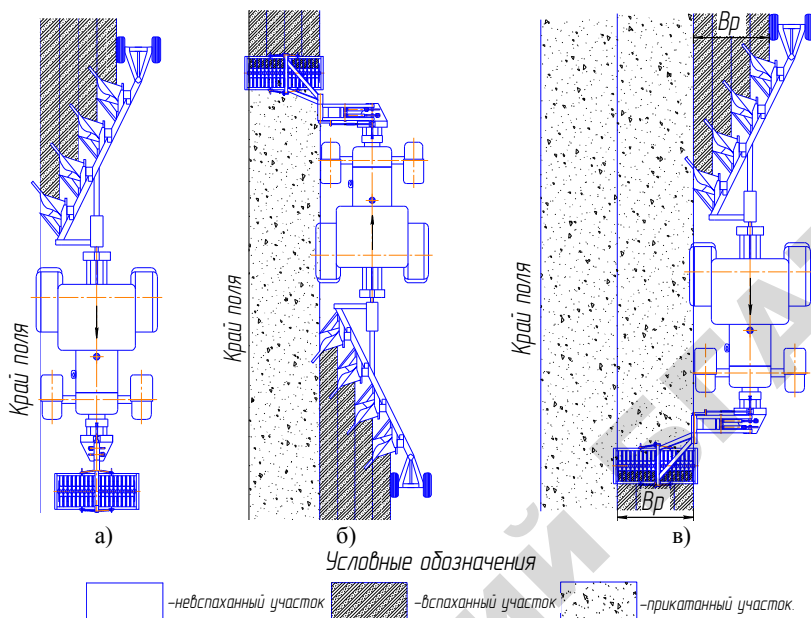 Вр
Край поля
Край поля
Край поля
Вр
а)
б)
в)
Условные обозначения
-невспаханный участок
-вспаханный участок
-прикатанный участок.